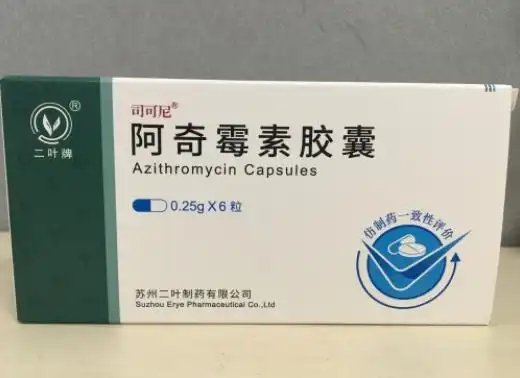 ®
二叶牌
司可尼®
阿奇霉素胶囊
Azithromycin Capsules
0.25g X 6 粒
仿制药一致性评价
苏州二叶制药有限公司
Suzhou Erye Pharmaceutical Co.,Ltd